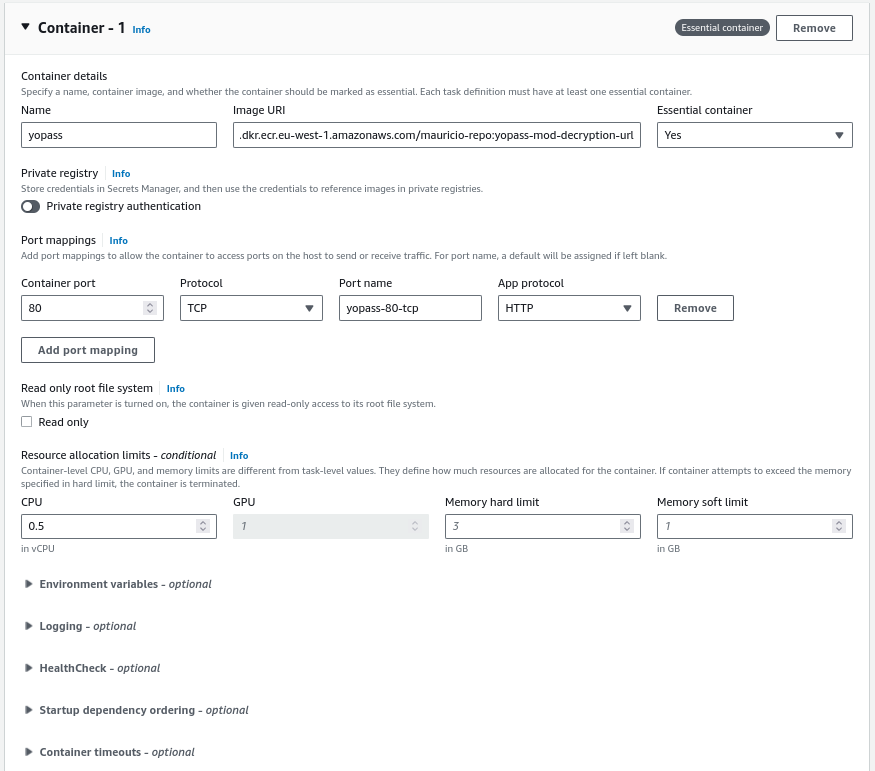 Container - 1 Info Essential container Remove
Container details
Specify a name, container image, and whether the container should be marked as essential. Each task definition must have at least one essential container.
Name Image URI Essential container
yopass .dkr.ecr.eu-west-1.amazonaws.com/mauricio-repo:yopass-mod-decryption-url Yes
Private registry Info
Store credentials in Secrets Manager, and then use the credentials to reference images in private registries.
Private registry authentication
Port mappings Info
Add port mappings to allow the container to access ports on the host to send or receive traffic. For port name, a default will be assigned if left blank.
Container port Protocol Port name App protocol
80 TCP yopass-80-tcp HTTP Remove
Add port mapping
Read only root file system Info
When this parameter is turned on, the container is given read-only access to its root file system.
Read only
Resource allocation limits - conditional Info
Container-level CPU, GPU, and memory limits are different from task-level values. They define how much resources are allocated for the container. If container attempts to exceed the memory
specified in hard limit, the container is terminated.
CPU GPU Memory hard limit Memory soft limit
0.5 1 3 1
in vCPU in GB in GB
Environment variables - optional
Logging - optional
HealthCheck - optional
Startup dependency ordering - optional
Container timeouts - optional